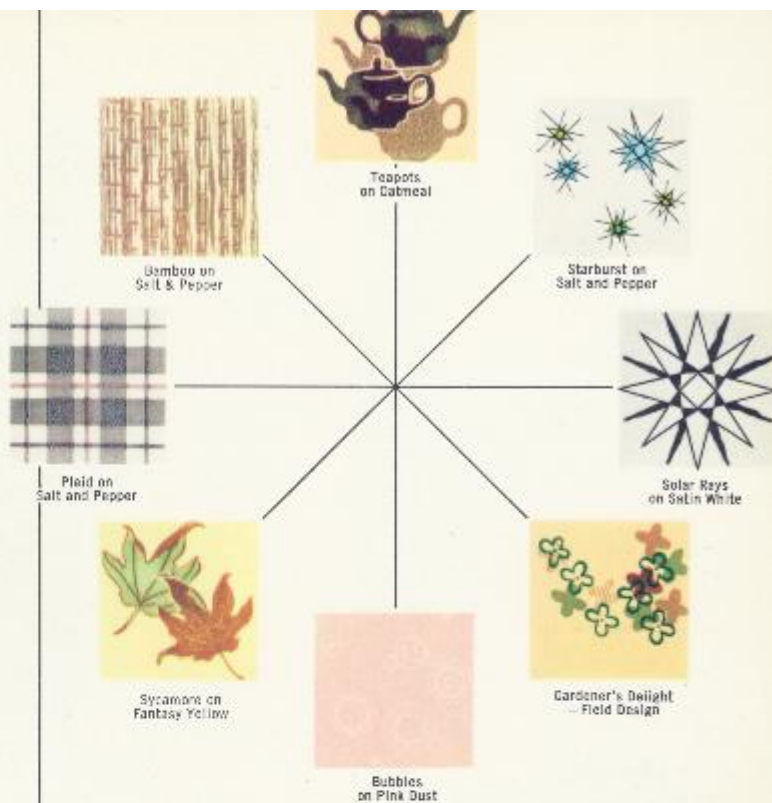 Teapots
on Oatmeal
Bamboo on
Salt & Pepper
Starburst on
Salt and Pepper
Plaid on
Salt and Pepper
Solar Rays
on Satin White
Sycamore on
Fantasy Yellow
Gardener's Delight
– Field Design
Bubbles
on Pink Dust